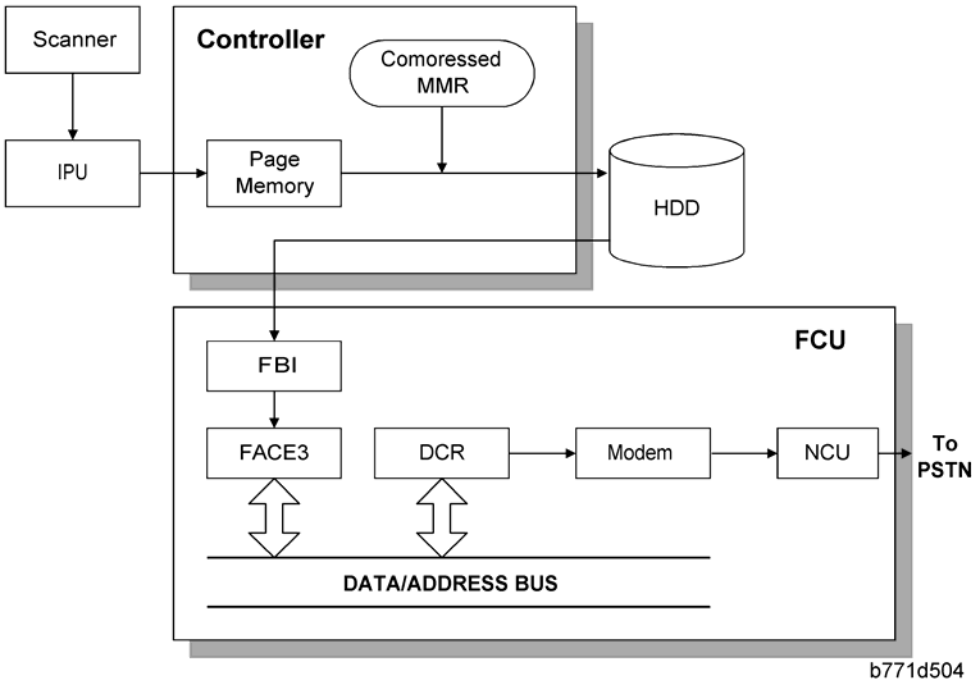 Scanner
Controller
Comoressed
MMR
IPU
Page
Memory
HDD
FCU
FBI
FACE3
DCR
Modem
NCU
To
PSTN
DATA/ADDRESS BUS
b771d504